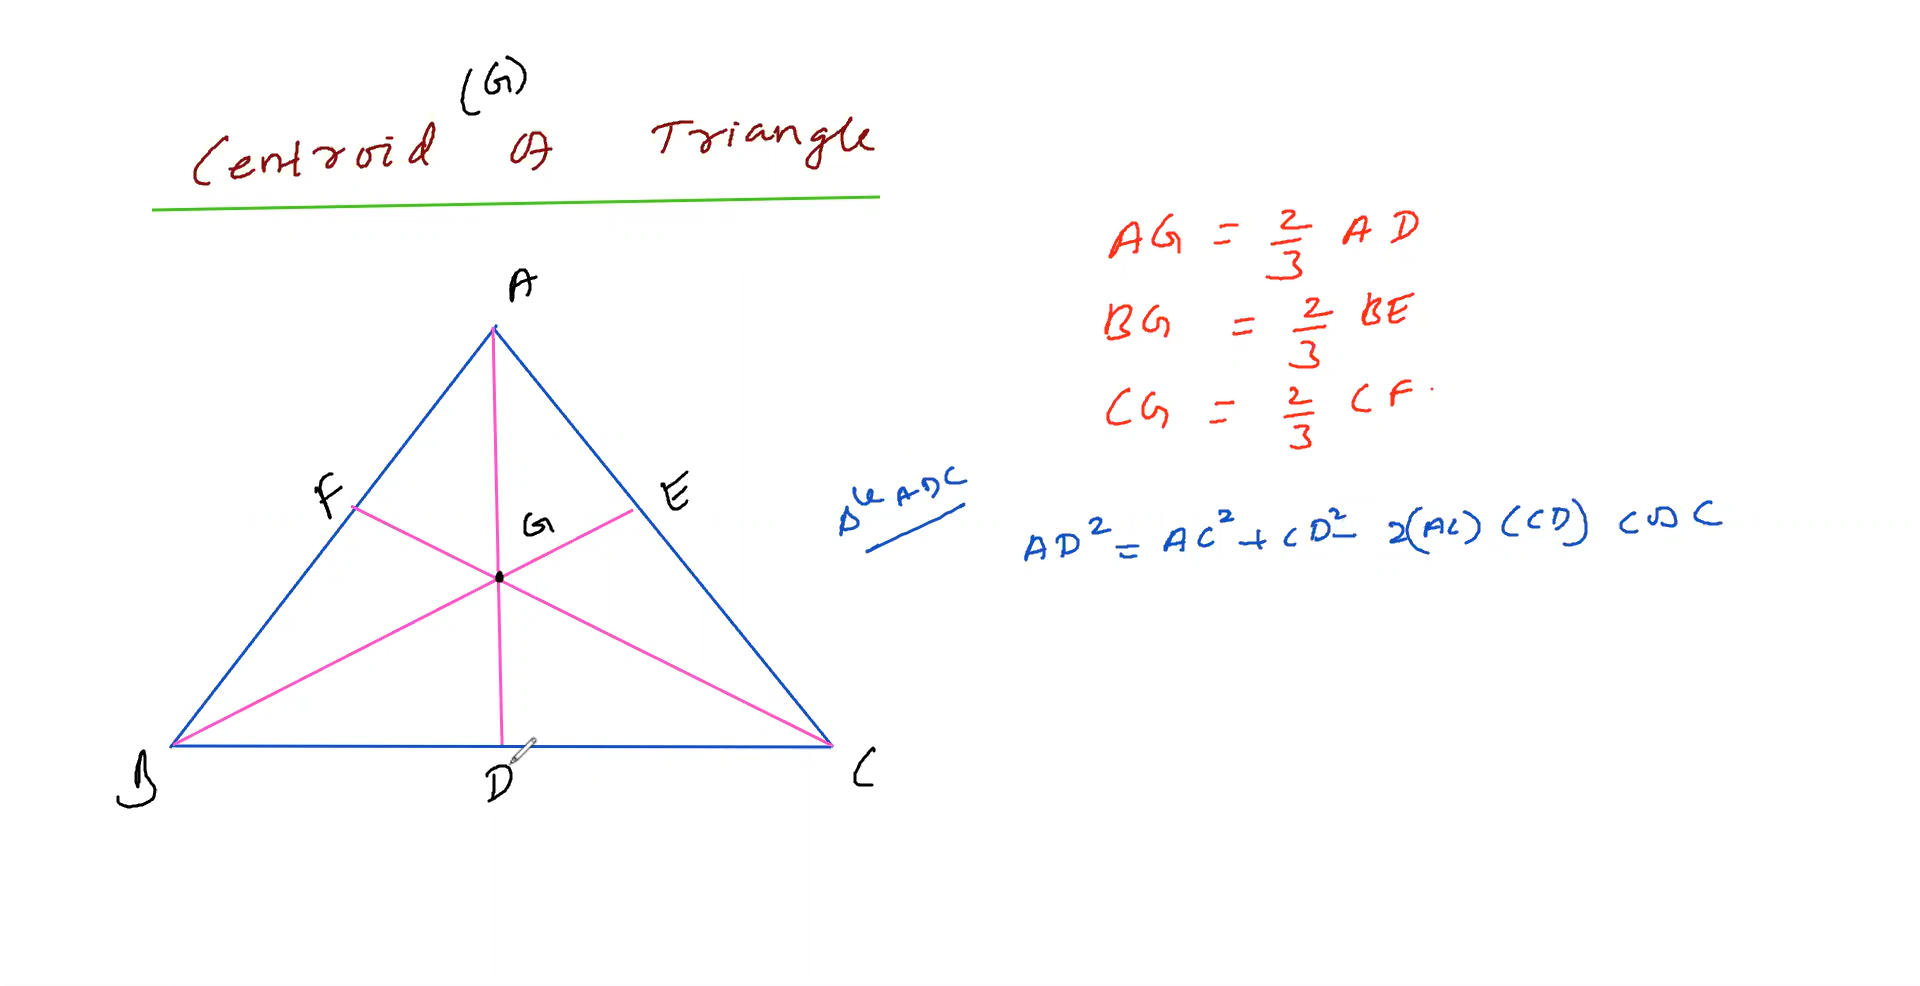 (G)
Centroid of Triangle
A
F
E
G
B
D
C
AG = 2/3 AD
BG = 2/3 BE
CG = 2/3 CF.
Δle ADC
AD² = AC² + CD² - 2(AC) (CD) cos C